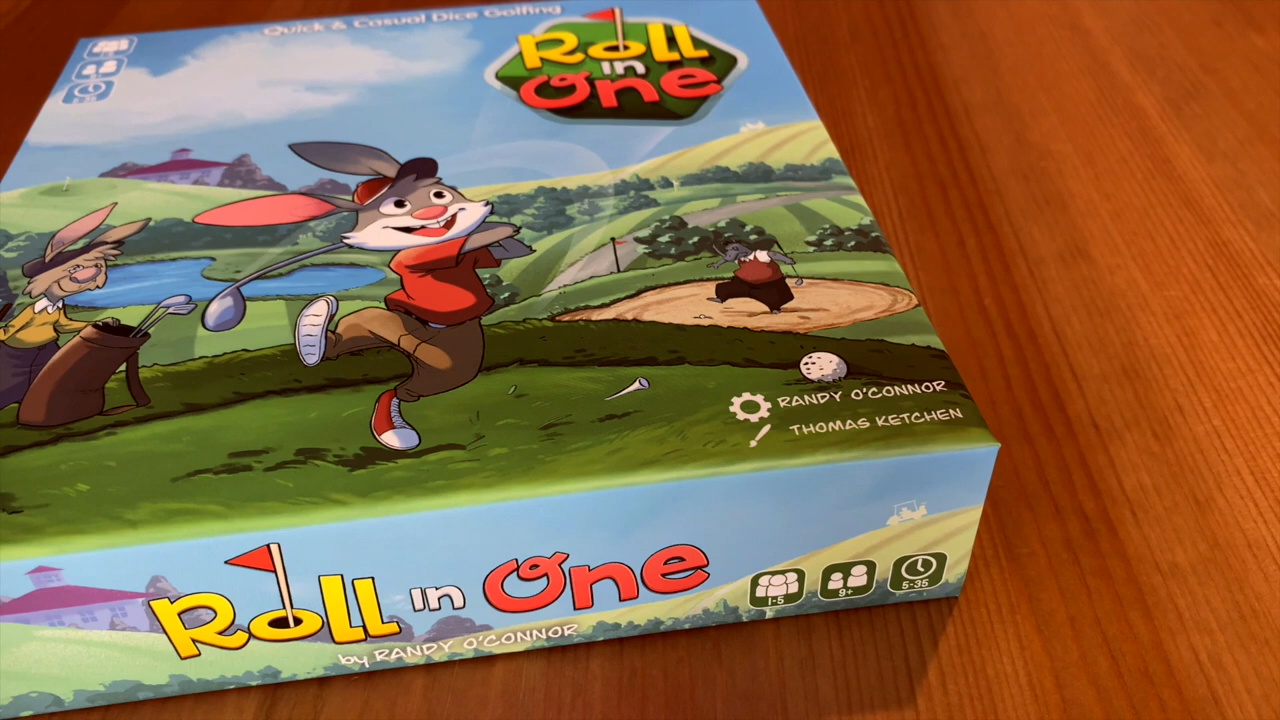 Quick & Casual Dice Golfing
Roll
in
One
RANDY O'CONNOR
THOMAS KETCHEN
Roll in One
by RANDY O'CONNOR
1-5
9+
5-35